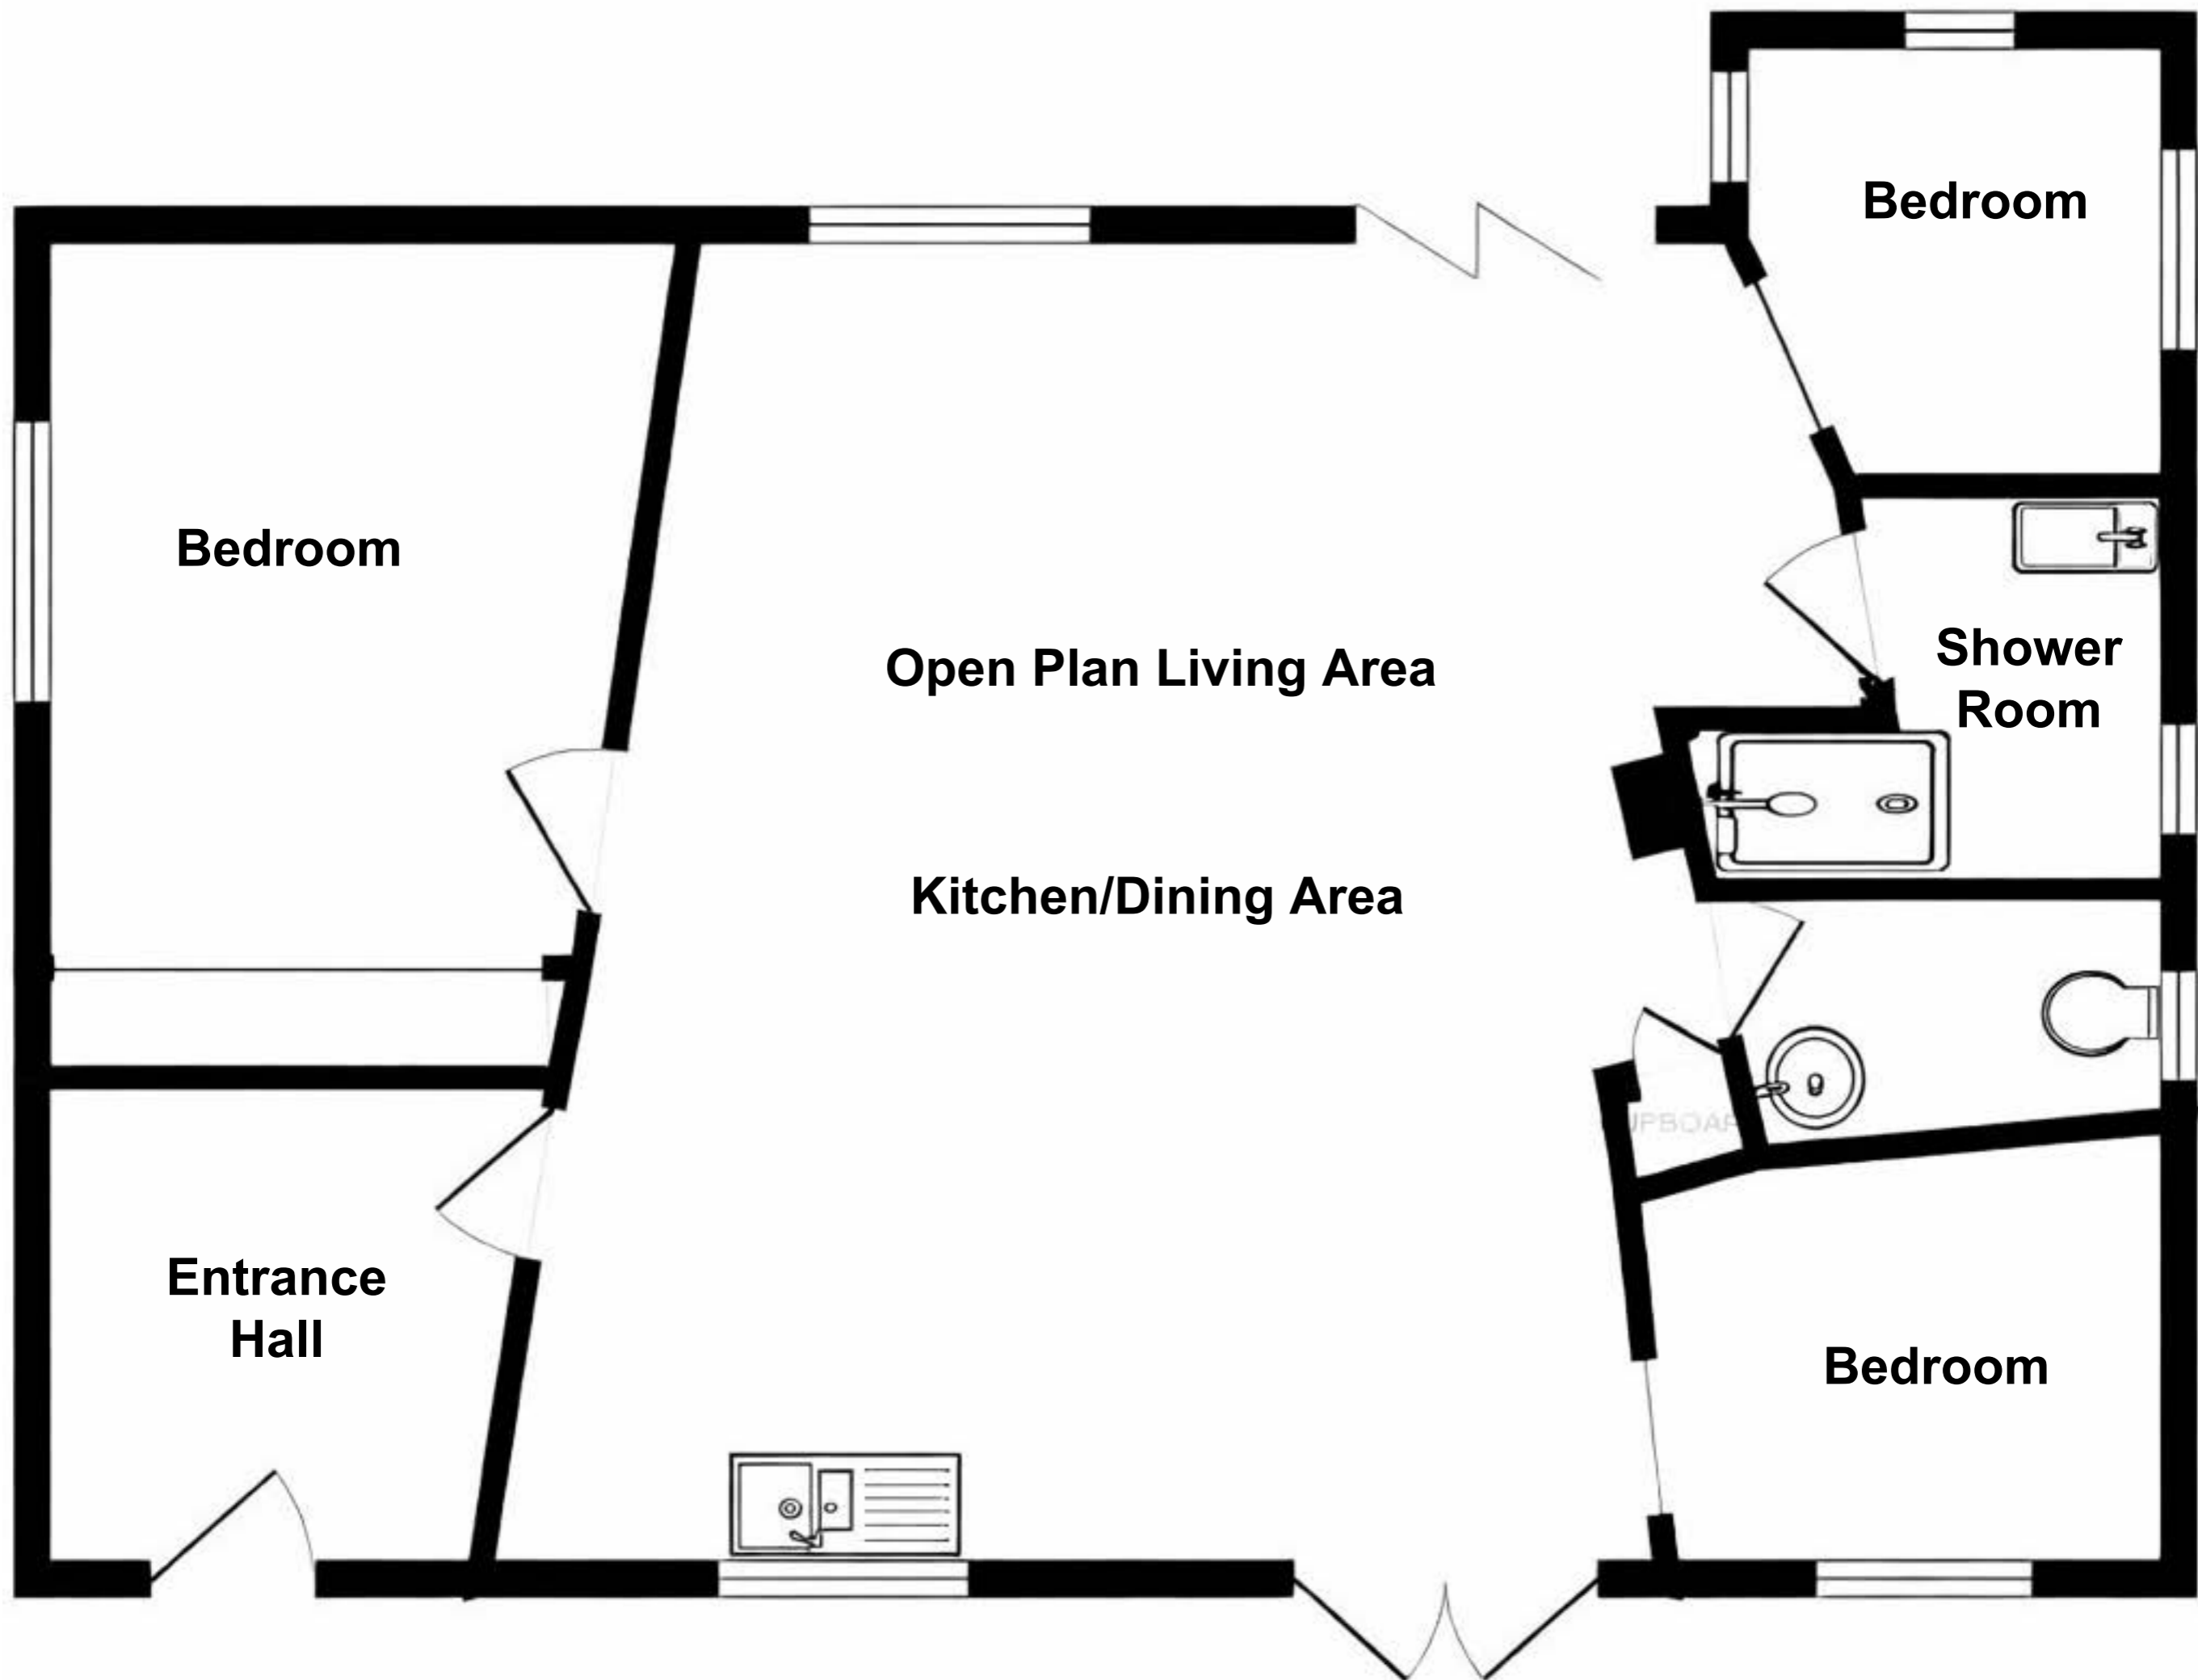 Bedroom
Bedroom
Open Plan Living Area
Shower
Room
Kitchen/Dining Area
Entrance
Hall
Bedroom